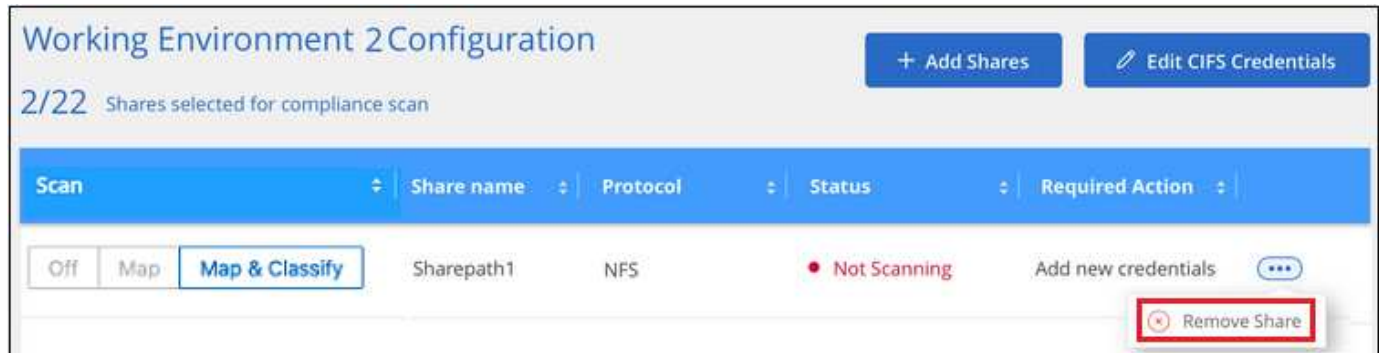 Working Environment 2 Configuration
+ Add Shares
Edit CIFS Credentials
2/22 Shares selected for compliance scan
Scan Share name Protocol Status Required Action
Off Map Map & Classify Sharepath1 NFS Not Scanning Add new credentials
Remove Share